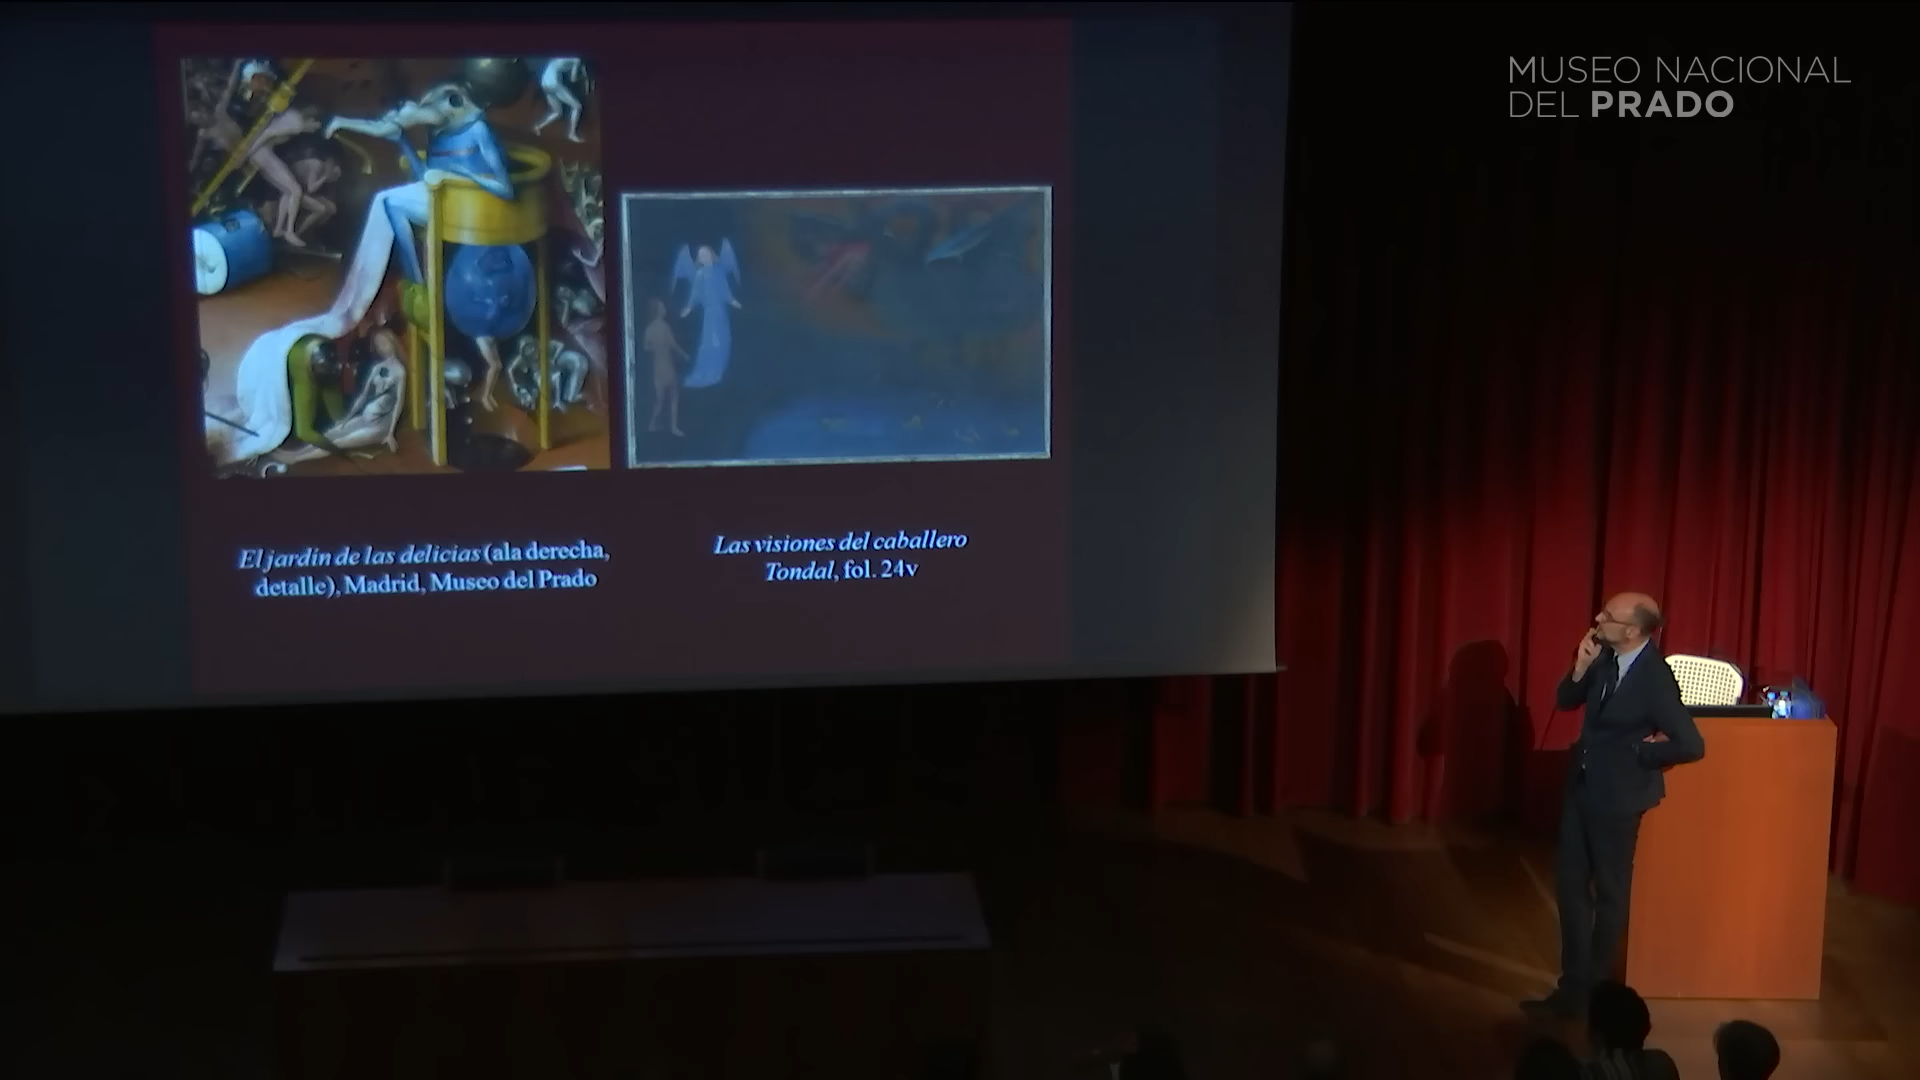 MUSEO NACIONAL
DEL PRADO
El jardín de las delicias (ala derecha,
detalle), Madrid, Museo del Prado
Las visiones del caballero
Tondal, fol. 24v